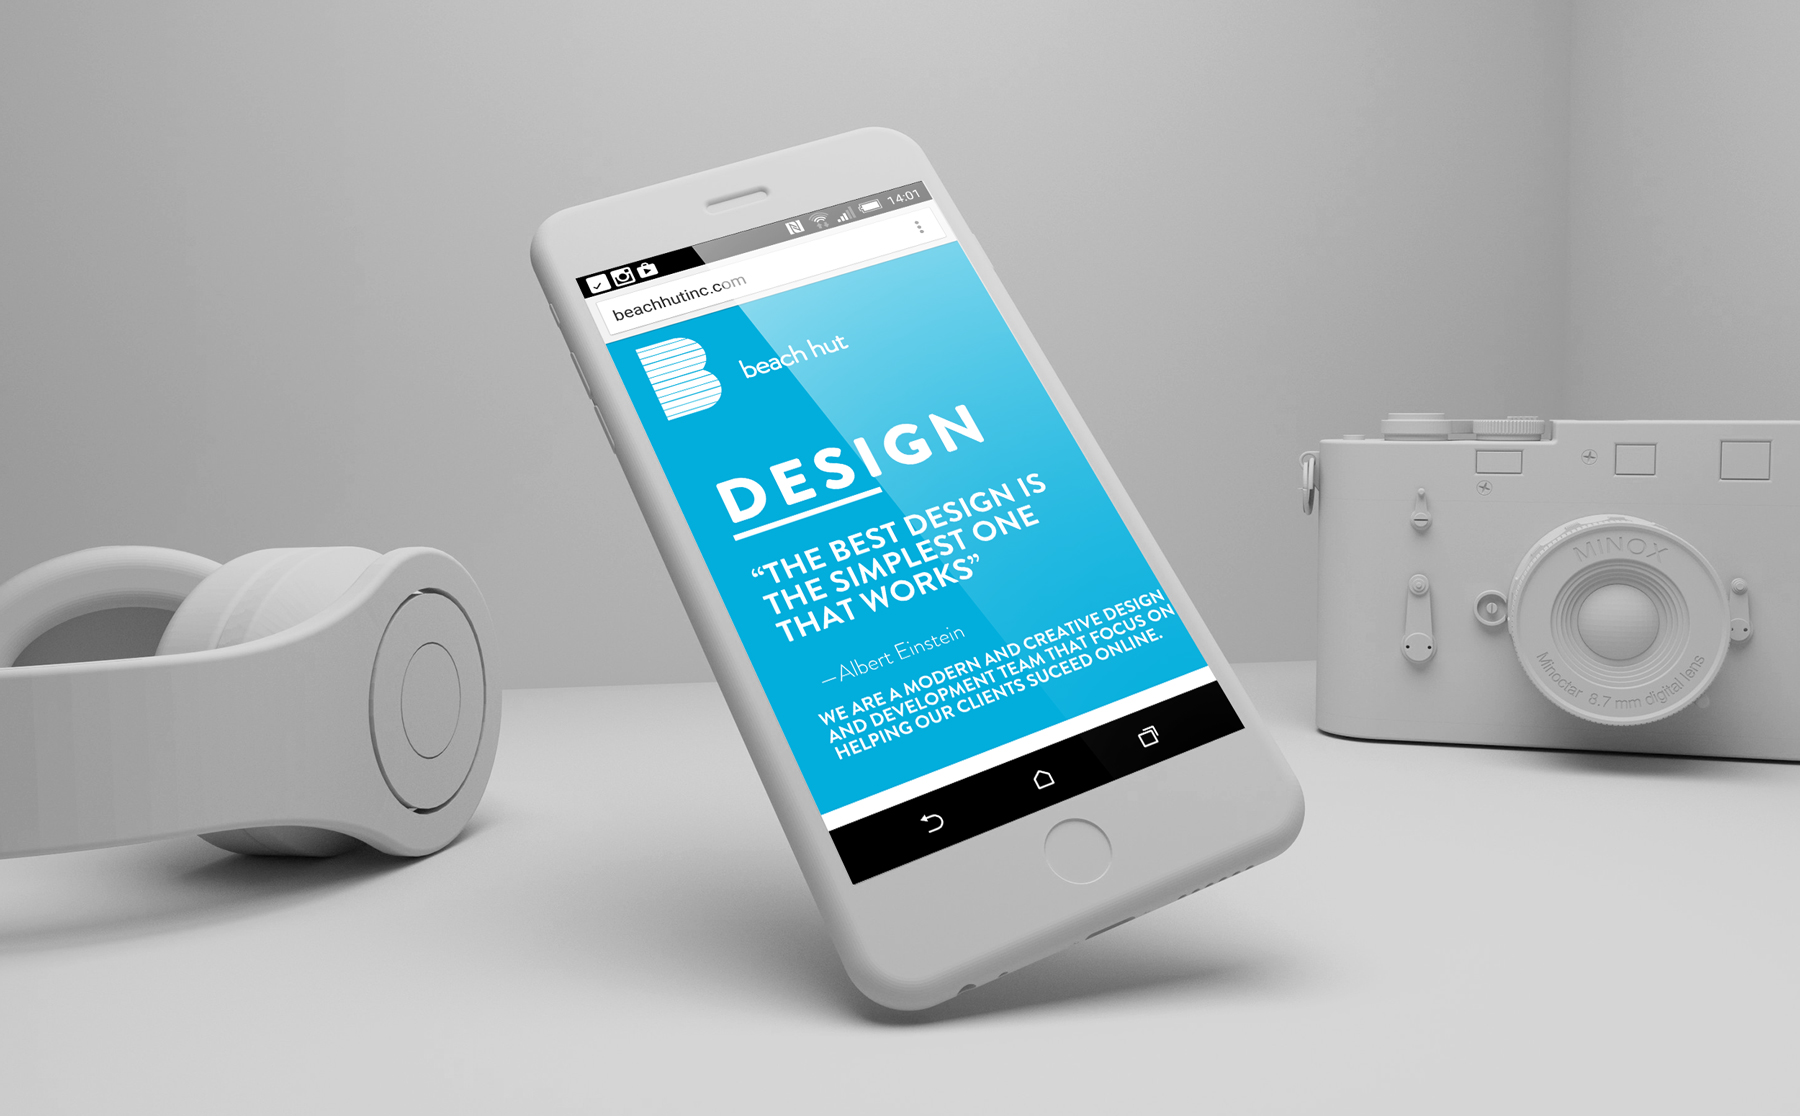 14:01
beachhutinc.com
B
beach hut
DESIGN
“THE BEST DESIGN IS
THE SIMPLEST ONE
THAT WORKS”
—Albert Einstein
WE ARE A MODERN AND CREATIVE DESIGN
AND DEVELOPMENT TEAM THAT FOCUS ON
HELPING OUR CLIENTS SUCEED ONLINE.
MINOX
Minoctar 8.7 mm digital lens